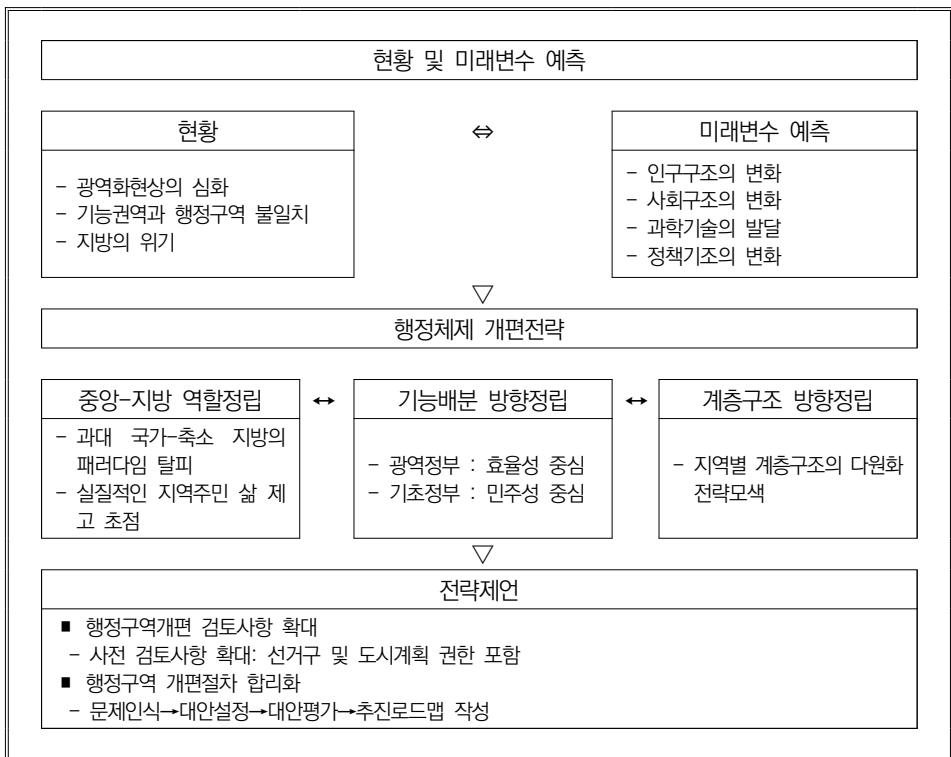 현황 및 미래변수 예측
현황
⇔
미래변수 예측
- 광역화현상의 심화
- 기능권역과 행정구역 불일치
- 지방의 위기
- 인구구조의 변화
- 사회구조의 변화
- 과학기술의 발달
- 정책기조의 변화
▽
행정체제 개편전략
중앙-지방 역할정립
↔
기능배분 방향정립
↔
계층구조 방향정립
- 과대 국가-축소 지방의
패러다임 탈피
- 실질적인 지역주민 삶 제
고 초점
- 광역정부 : 효율성 중심
- 기초정부 : 민주성 중심
- 지역별 계층구조의 다원화
전략모색
▽
전략제언
■ 행정구역개편 검토사항 확대
- 사전 검토사항 확대: 선거구 및 도시계획 권한 포함
■ 행정구역 개편절차 합리화
- 문제인식→대안설정→대안평가→추진로드맵 작성